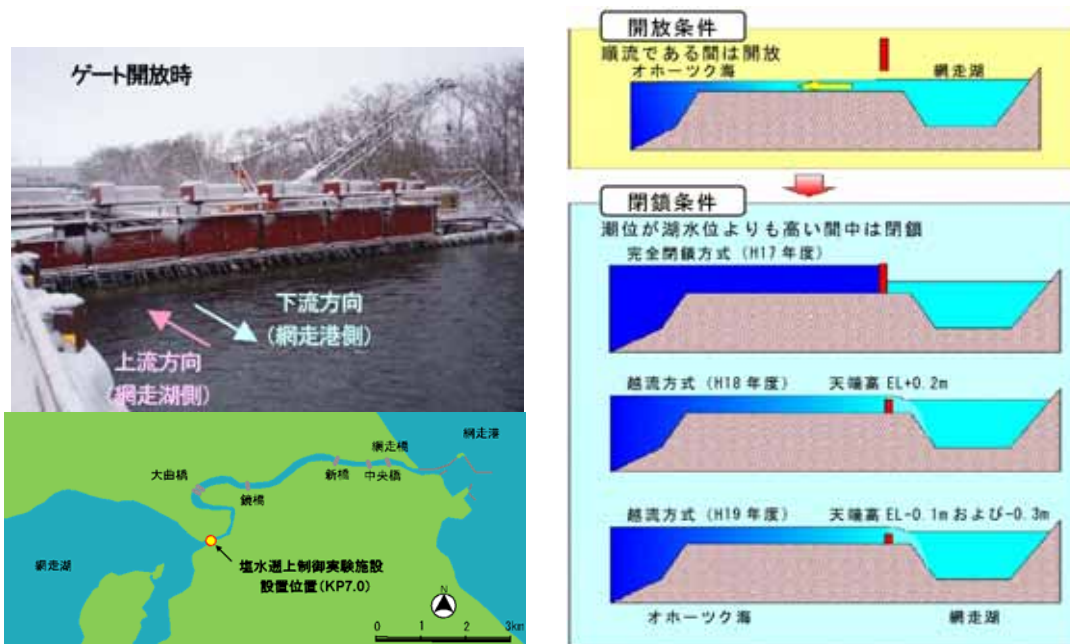 ゲート開放時
下流方向
(網走港側)
上流方向
(網走湖側)
網走港
網走橋
大曲橋
新橋
中央橋
鏡橋
網走湖
塩水遡上制御実験施設
設置位置(KP7.0)
N
0 1 2 3km
開放条件
順流である間は開放
オホーツク海 網走湖
閉鎖条件
潮位が湖水位よりも高い間中は閉鎖
完全閉鎖方式(H17年度)
越流方式(H18年度) 天端高 EL+0.2m
越流方式(H19年度) 天端高 EL-0.1mおよび-0.3m
オホーツク海 網走湖